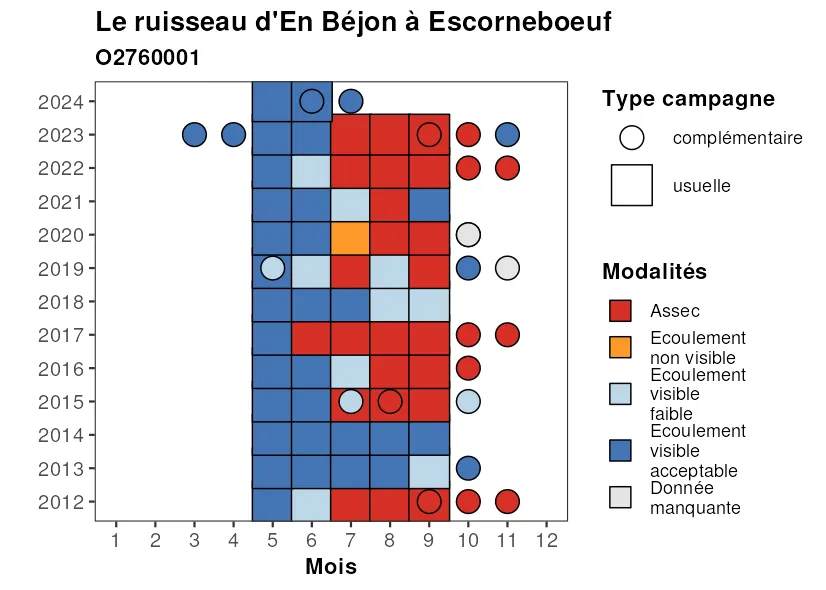 Le ruisseau d'En Béjon à Escorneboeuf
O2760001
2024
2023
2022
2021
2020
2019
2018
2017
2016
2015
2014
2013
2012
1 2 3 4 5 6 7 8 9 10 11 12
Mois
Type campagne
complémentaire
usuelle
Modalités
Assec
Ecoulement
non visible
Ecoulement
visible
faible
Ecoulement
visible
acceptable
Donnée
manquante